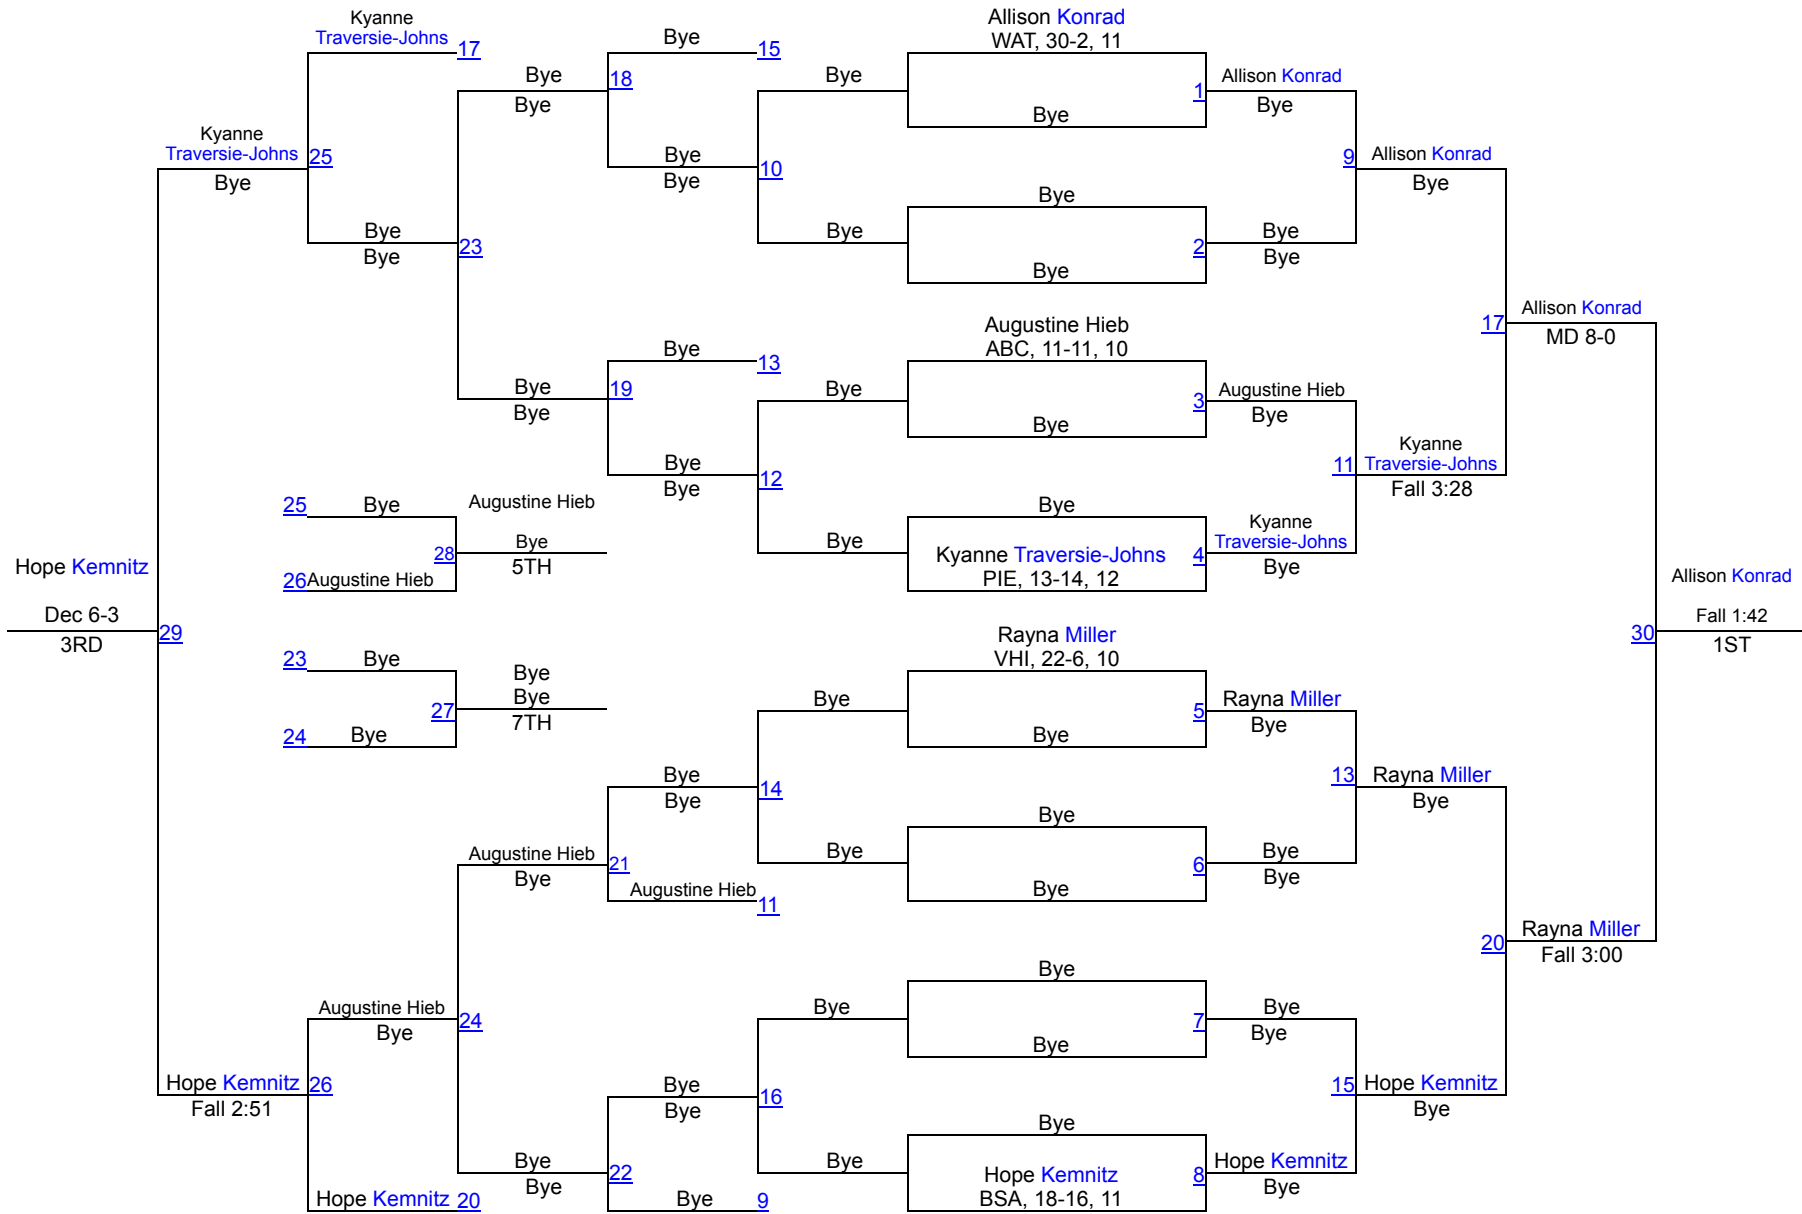 Kyanne
Traversie-Johns 17
Bye 15
Allison Konrad
WAT, 30-2, 11
Bye
Bye
18
Bye
Bye
1
Allison Konrad
Bye
Kyanne
Traversie-Johns 25
Bye
Bye
Bye
10
9
Allison Konrad
Bye
Bye
Bye
Bye
23
Bye
Bye
2
Bye
Bye
17
Allison Konrad
MD 8-0
Augustine Hieb
ABC, 11-11, 10
Bye 13
Bye
Bye
19
Bye
Bye
3
Augustine Hieb
Bye
Bye
Bye
12
11
Kyanne
Traversie-Johns
Fall 3:28
25 Bye
Augustine Hieb
Bye
5TH
28
26 Augustine Hieb
Bye
Bye
Kyanne Traversie-Johns
PIE, 13-14, 12
4
Kyanne
Traversie-Johns
Bye
Hope Kemnitz
Dec 6-3
3RD
29
30
Allison Konrad
Fall 1:42
1ST
23 Bye
Bye
Bye
7TH
27
24 Bye
Rayna Miller
VHI, 22-6, 10
Bye
Bye
5
Rayna Miller
Bye
Bye
Bye
14
13
Rayna Miller
Bye
Augustine Hieb
Bye
21
Augustine Hieb 11
Bye
Bye
Bye
6
Bye
Bye
20
Rayna Miller
Fall 3:00
Augustine Hieb
Bye
24
Bye
Bye
Bye
7
Bye
Bye
Hope Kemnitz 26
Fall 2:51
Bye
Bye
16
15
Hope Kemnitz
Bye
Bye
Bye
22
Bye
Bye
Hope Kemnitz
BSA, 18-16, 11
8
Hope Kemnitz
Bye
Hope Kemnitz 20
Bye 9